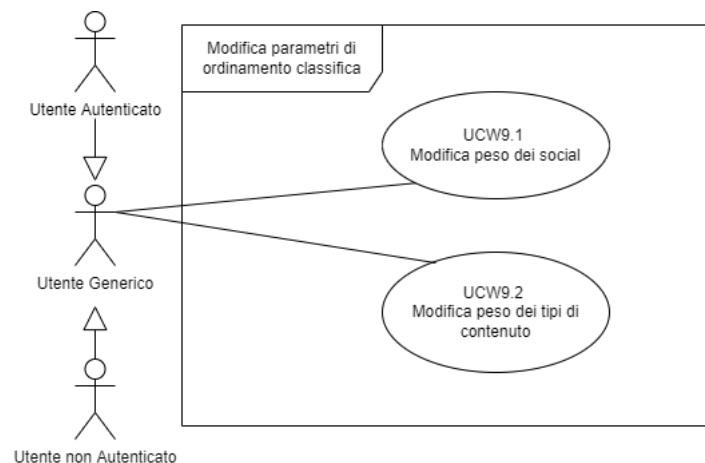 Modifica parametri di
ordinamento classifica
Utente Autenticato
UCW9.1
Modifica peso dei social
Utente Generico
UCW9.2
Modifica peso dei tipi di
contenuto
Utente non Autenticato